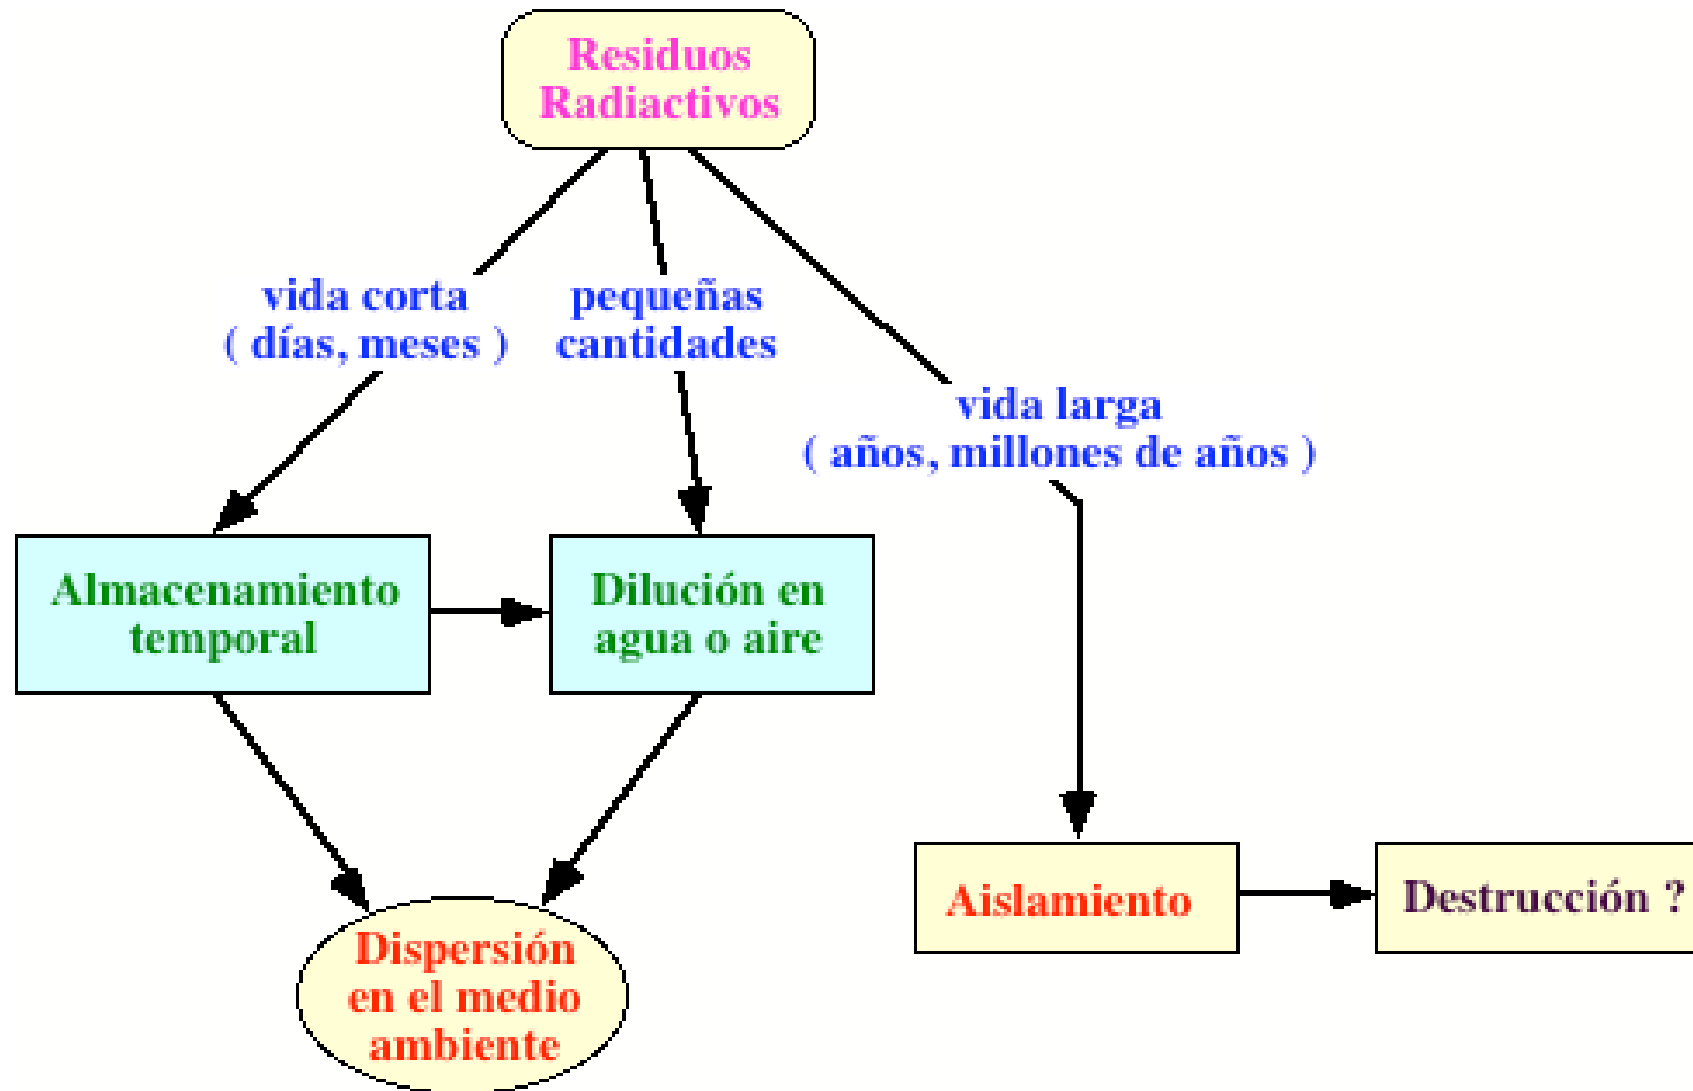 Residuos
Radiactivos
vida corta
( días, meses )
pequeñas
cantidades
vida larga
( años, millones de años )
Almacenamiento
temporal
Dilución en
agua o aire
Aislamiento
Destrucción ?
Dispersión
en el medio
ambiente